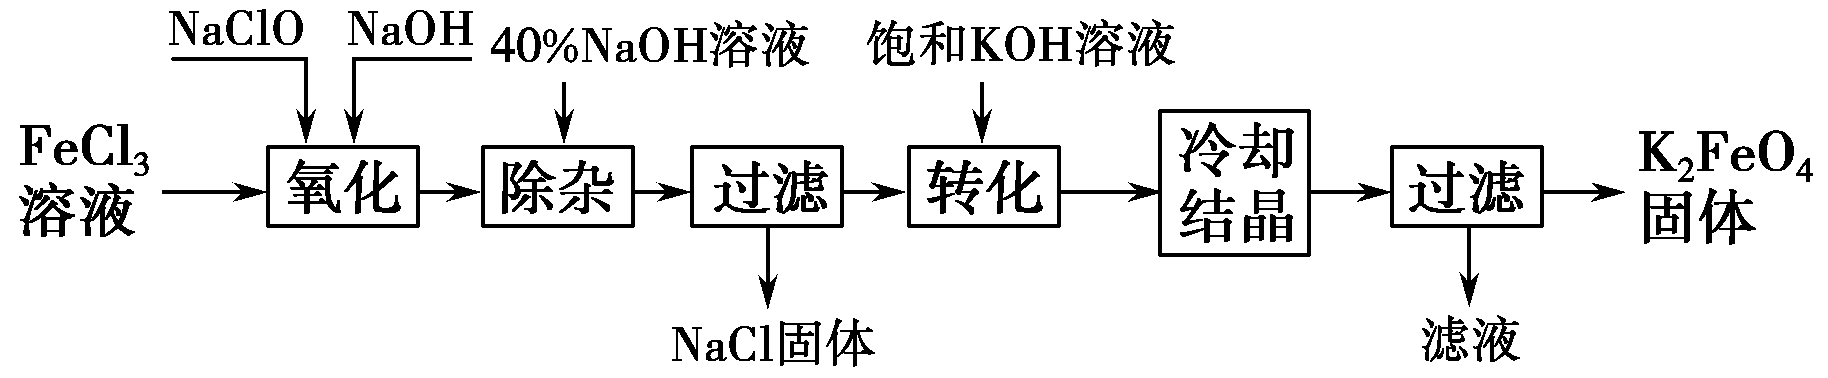 NaClO NaOH 40%NaOH溶液 饱和KOH溶液
FeCl₃
溶液
氧化
除杂
过滤
转化
冷却
结晶
过滤
K₂FeO₄
固体
NaCl固体
滤液